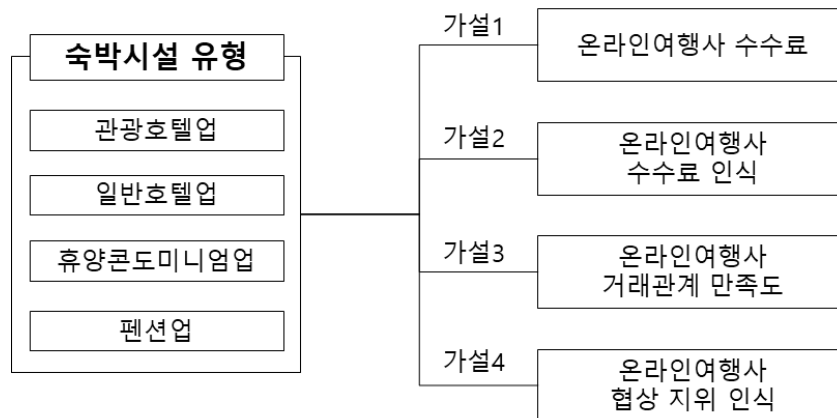 숙박시설 유형
관광호텔업
일반호텔업
휴양콘도미니엄업
펜션업
가설1
온라인여행사 수수료
가설2
온라인여행사
수수료 인식
가설3
온라인여행사
거래관계 만족도
가설4
온라인여행사
협상 지위 인식